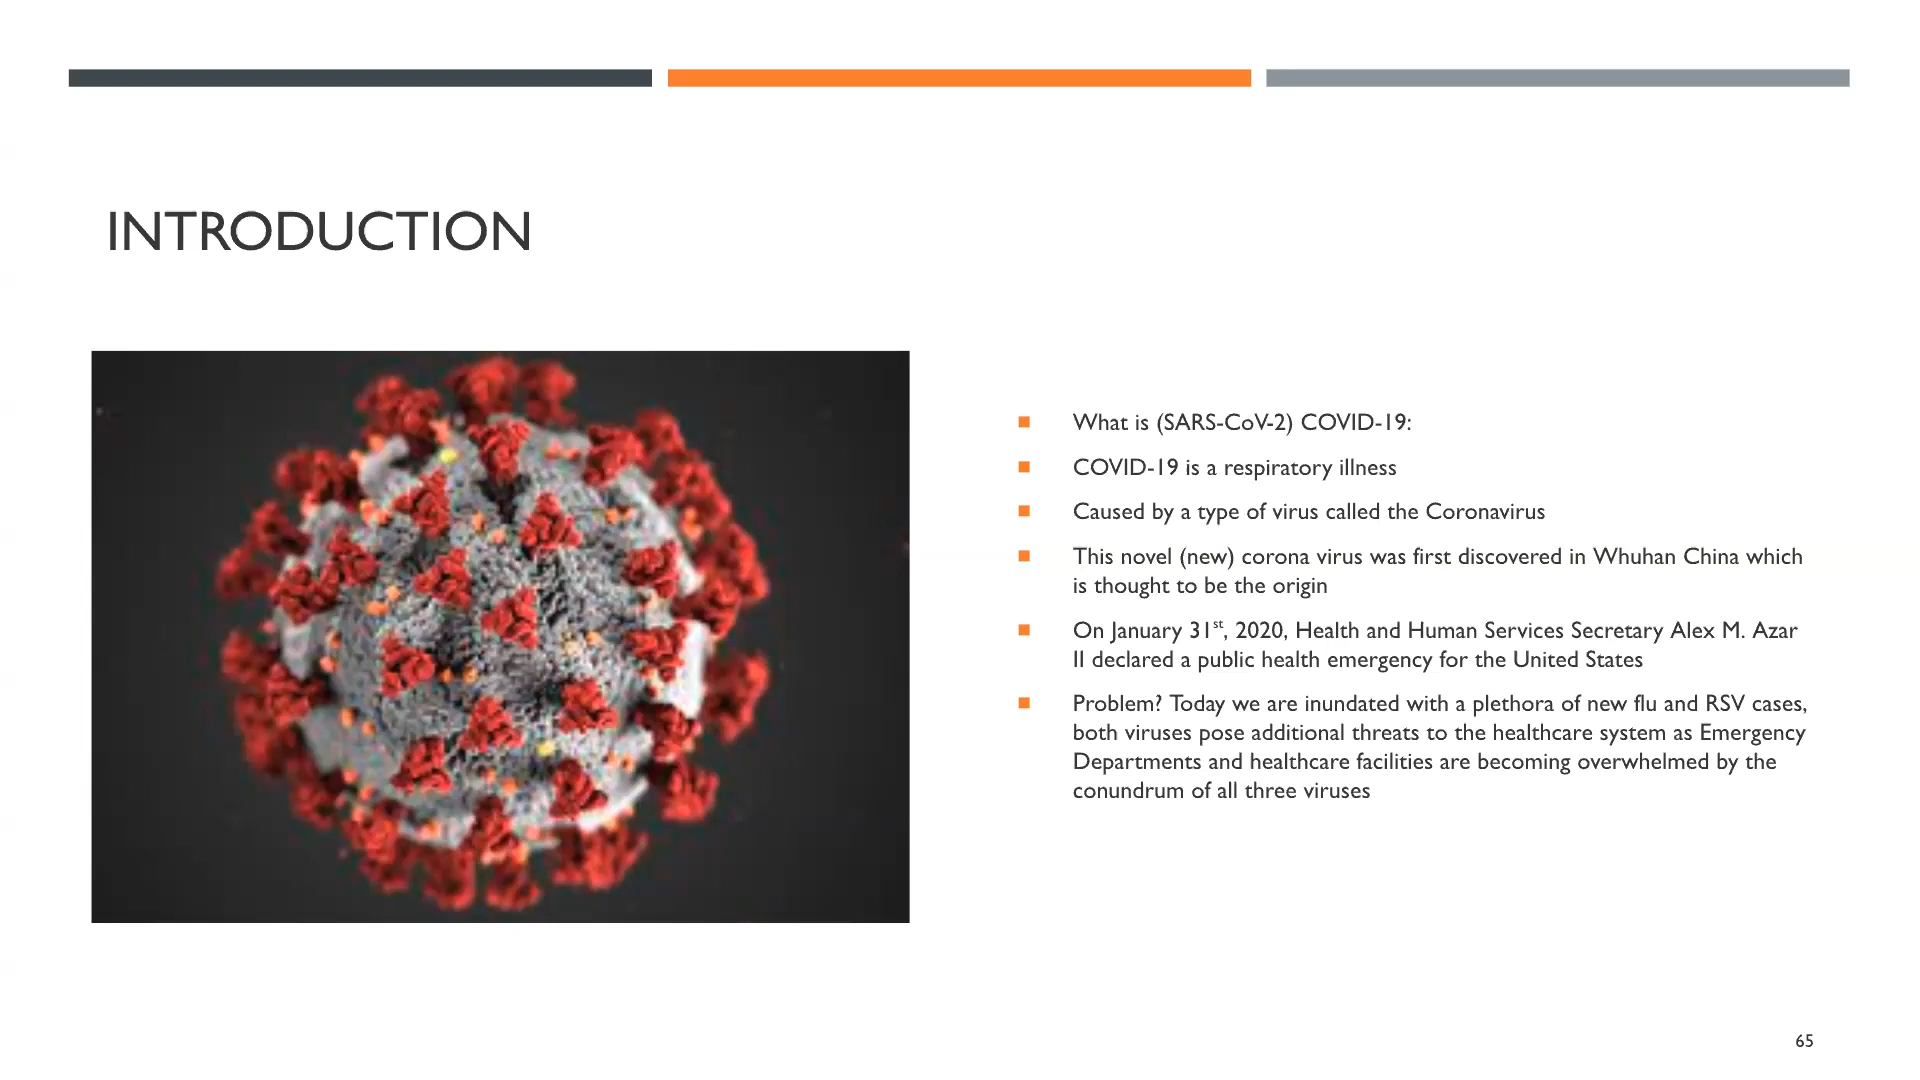 INTRODUCTION
What is (SARS-CoV-2) COVID-19:
COVID-19 is a respiratory illness
Caused by a type of virus called the Coronavirus
This novel (new) corona virus was first discovered in Whuhan China which
is thought to be the origin
On January 31st, 2020, Health and Human Services Secretary Alex M. Azar
II declared a public health emergency for the United States
Problem? Today we are inundated with a plethora of new flu and RSV cases,
both viruses pose additional threats to the healthcare system as Emergency
Departments and healthcare facilities are becoming overwhelmed by the
conundrum of all three viruses
65